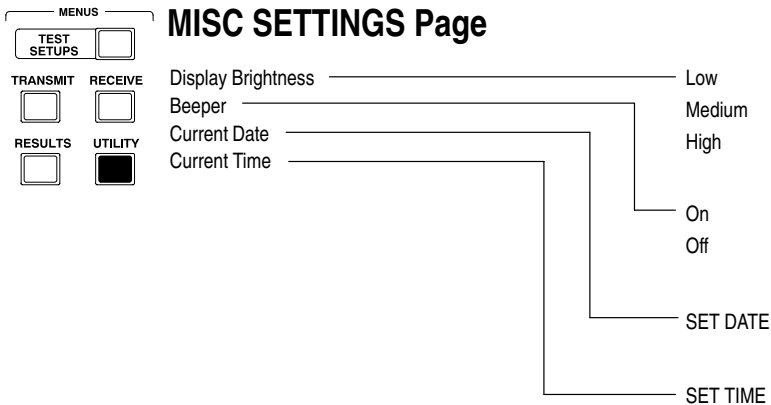 MENUS
TEST
SETUPS
TRANSMIT RECEIVE
RESULTS UTILITY
MISC SETTINGS Page
Display Brightness
Beeper
Current Date
Current Time
Low
Medium
High
On
Off
SET DATE
SET TIME